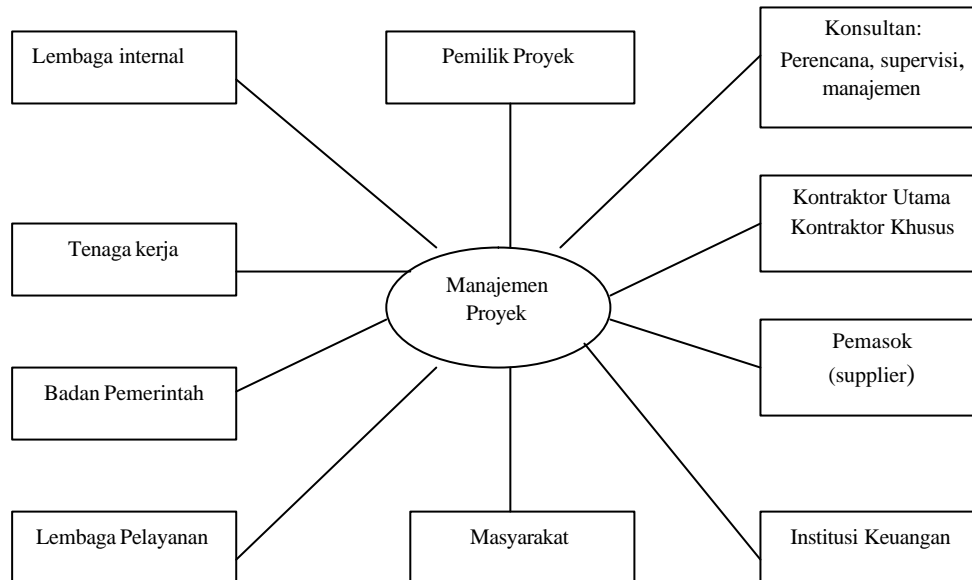 Lembaga internal
Pemilik Proyek
Konsultan:
Perencana, supervisi,
manajemen
Tenaga kerja
Kontraktor Utama
Kontraktor Khusus
Manajemen
Proyek
Badan Pemerintah
Pemasok
(supplier)
Lembaga Pelayanan
Masyarakat
Institusi Keuangan